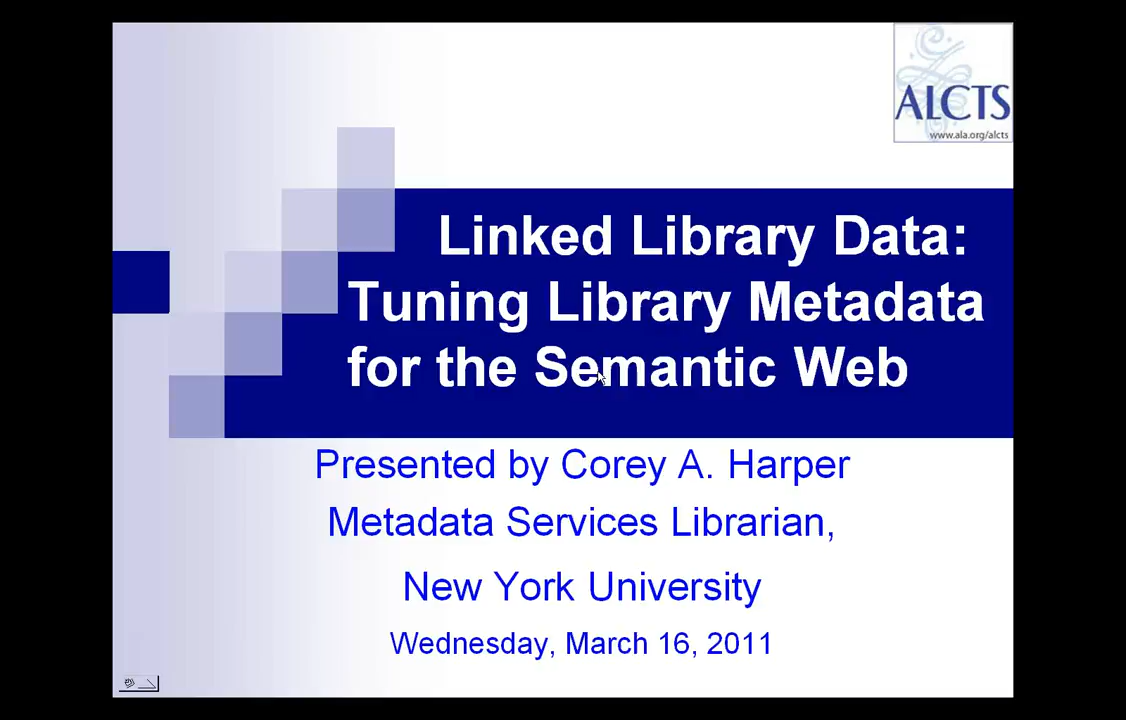 ALCTS
www.ala.org/alcts
Linked Library Data:
Tuning Library Metadata
for the Semantic Web
Presented by Corey A. Harper
Metadata Services Librarian,
New York University
Wednesday, March 16, 2011